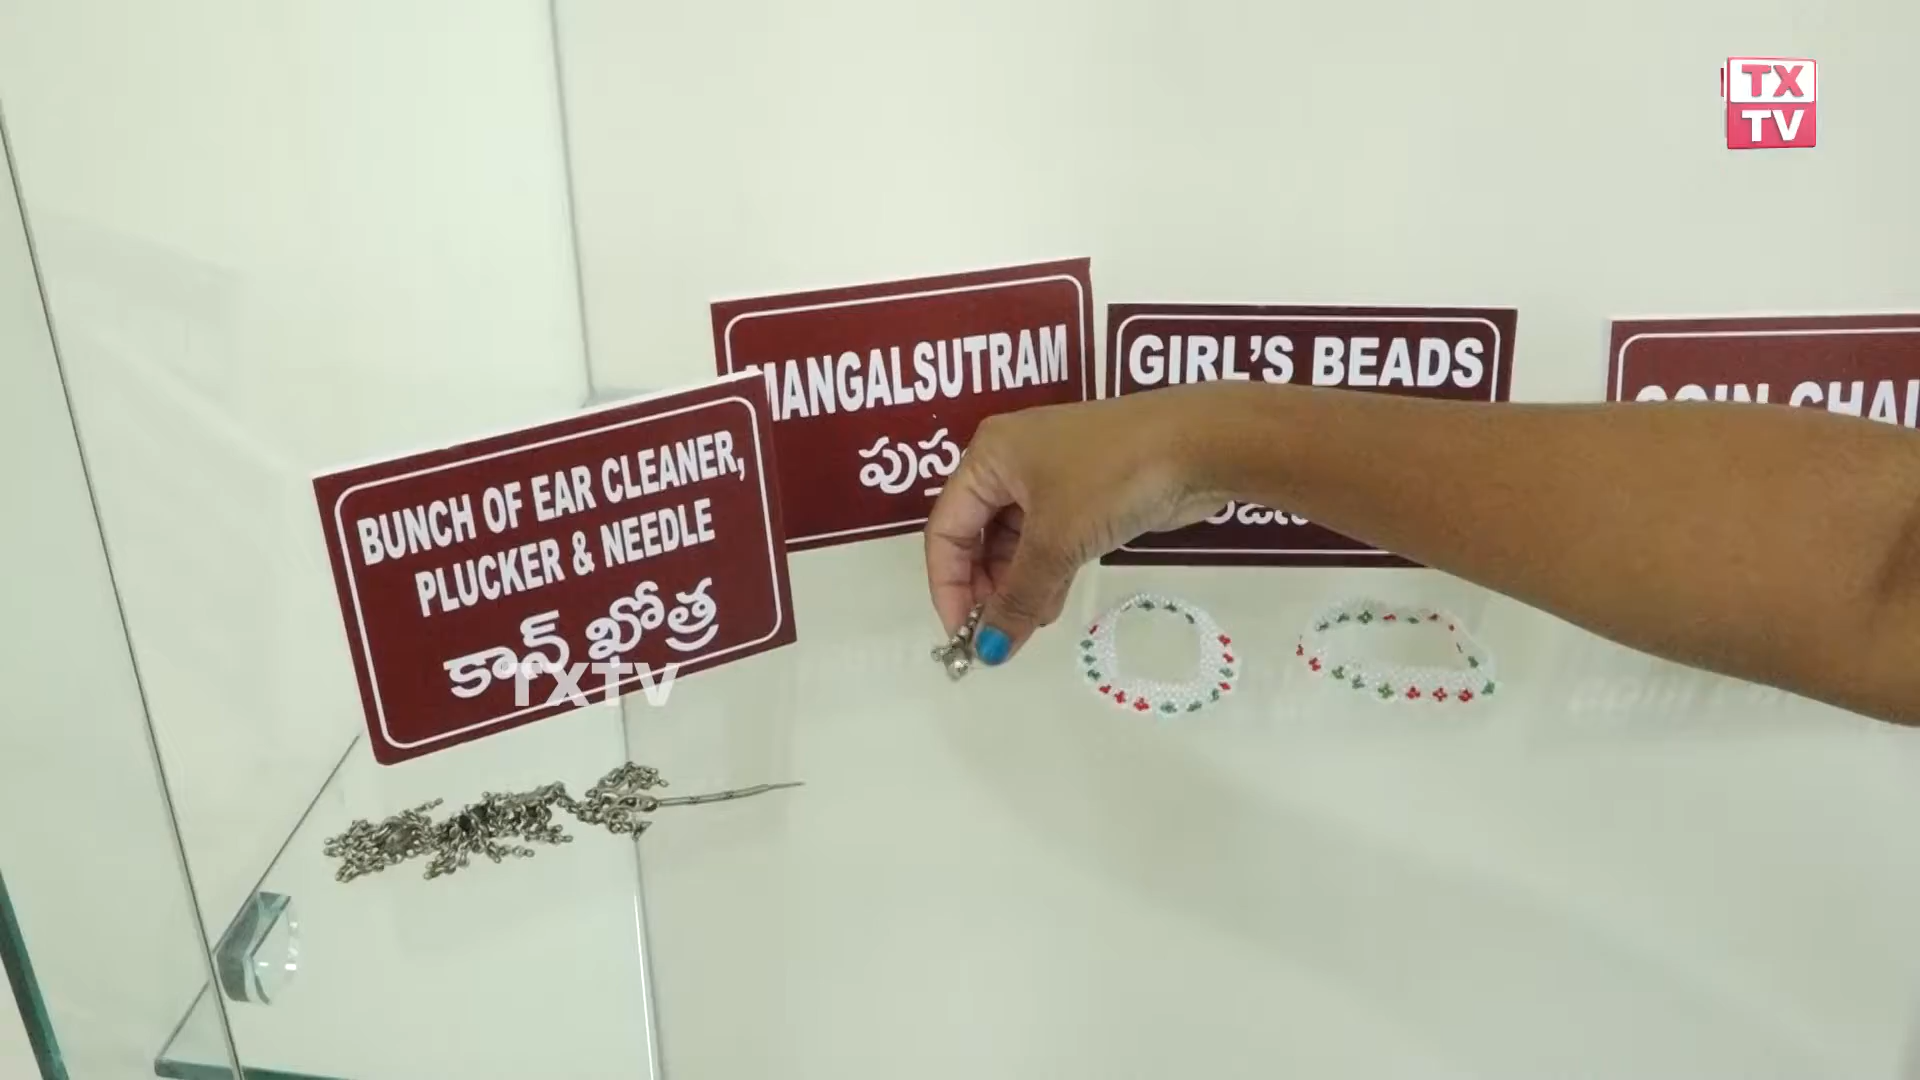 TX
TV
MANGALSUTRAM
GIRL'S BEADS
BUNCH OF EAR CLEANER,
PLUCKER & NEEDLE
కాన్ ఖోత్ర
TXTV